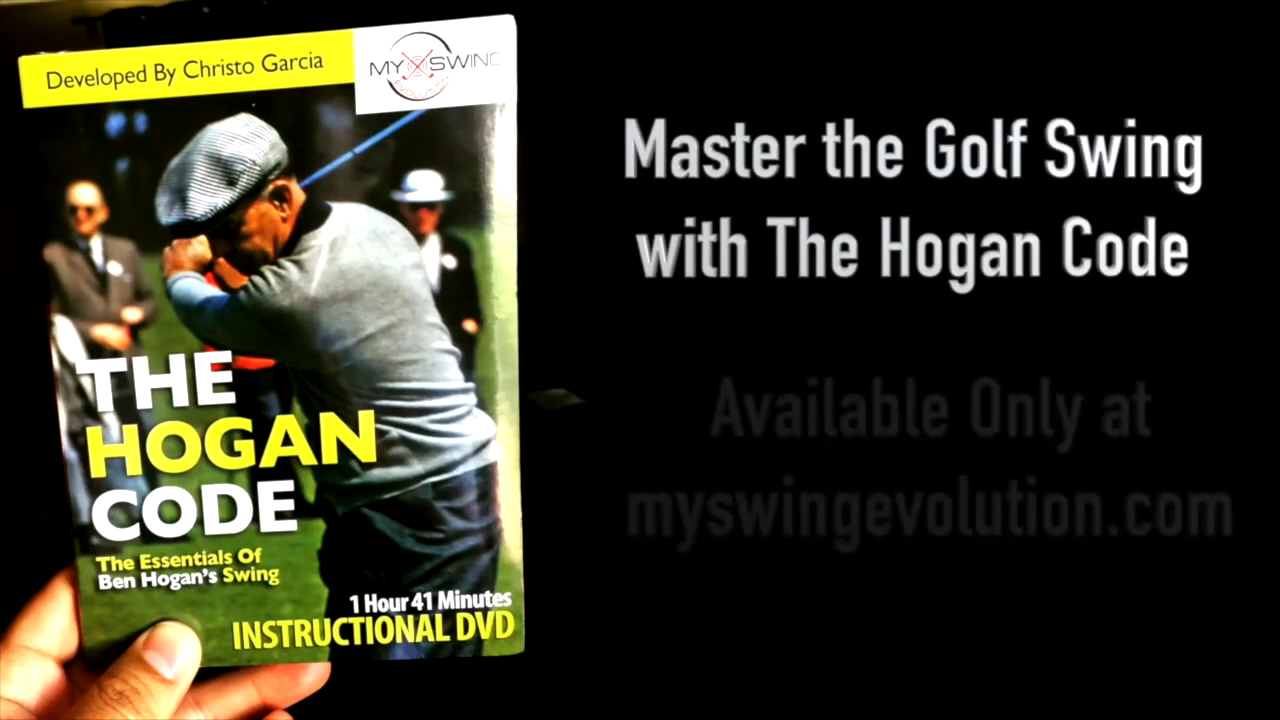 Developed By Christo Garcia
MY SWING
EVOLUTION
THE
HOGAN
CODE
The Essentials Of
Ben Hogan's Swing
1 Hour 41 Minutes
INSTRUCTIONAL DVD
Master the Golf Swing
with The Hogan Code
Available Only at
myswingevolution.com